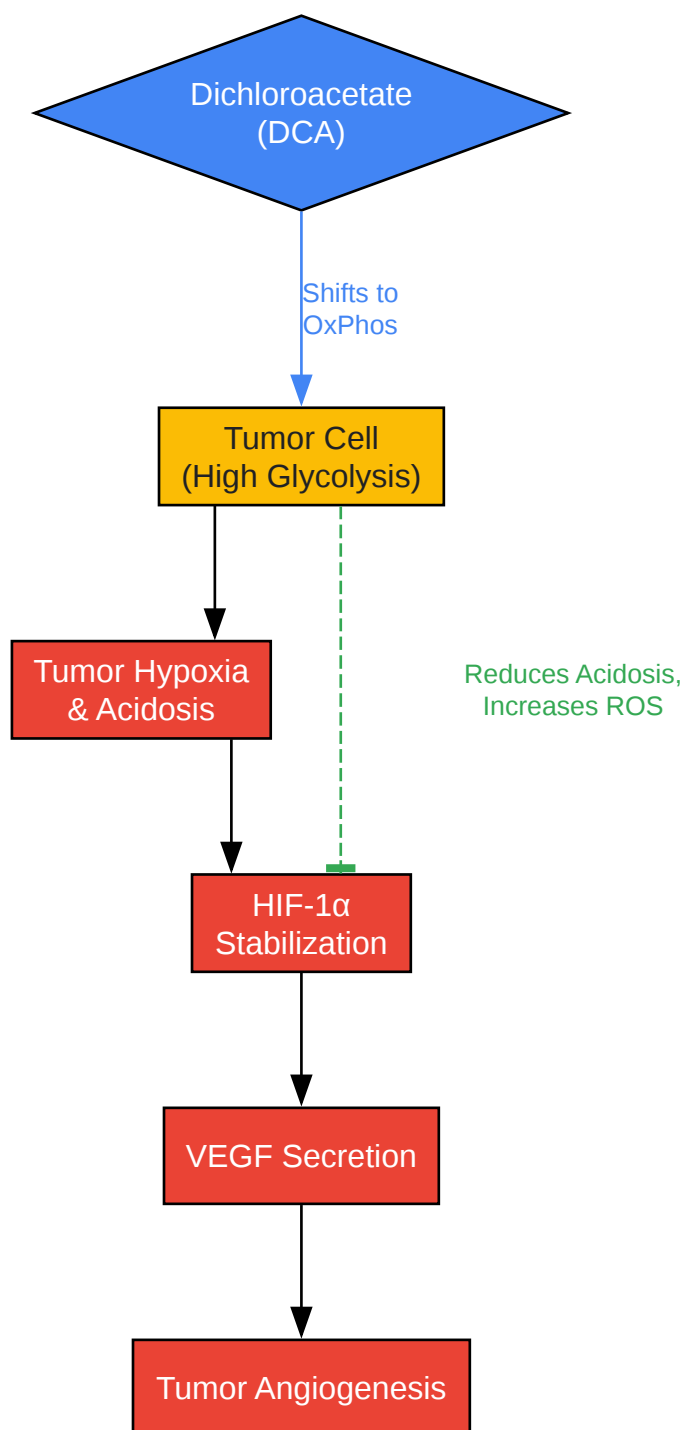 Dichloroacetate
(DCA)
Shifts to
OxPhos
Tumor Cell
(High Glycolysis)
Tumor Hypoxia
& Acidosis
Reduces Acidosis,
Increases ROS
HIF-1α
Stabilization
VEGF Secretion
Tumor Angiogenesis